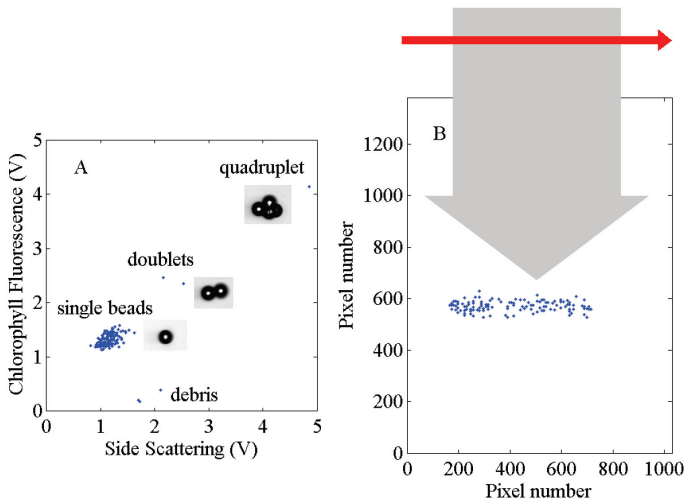 A
quadruplet
doublets
single beads
debris
Chlorophyll Fluorescence (V)
5
4
3
2
1
0
0 1 2 3 4 5
Side Scattering (V)
B
Pixel number
1200
1000
800
600
400
200
0
0 200 400 600 800 1000
Pixel number